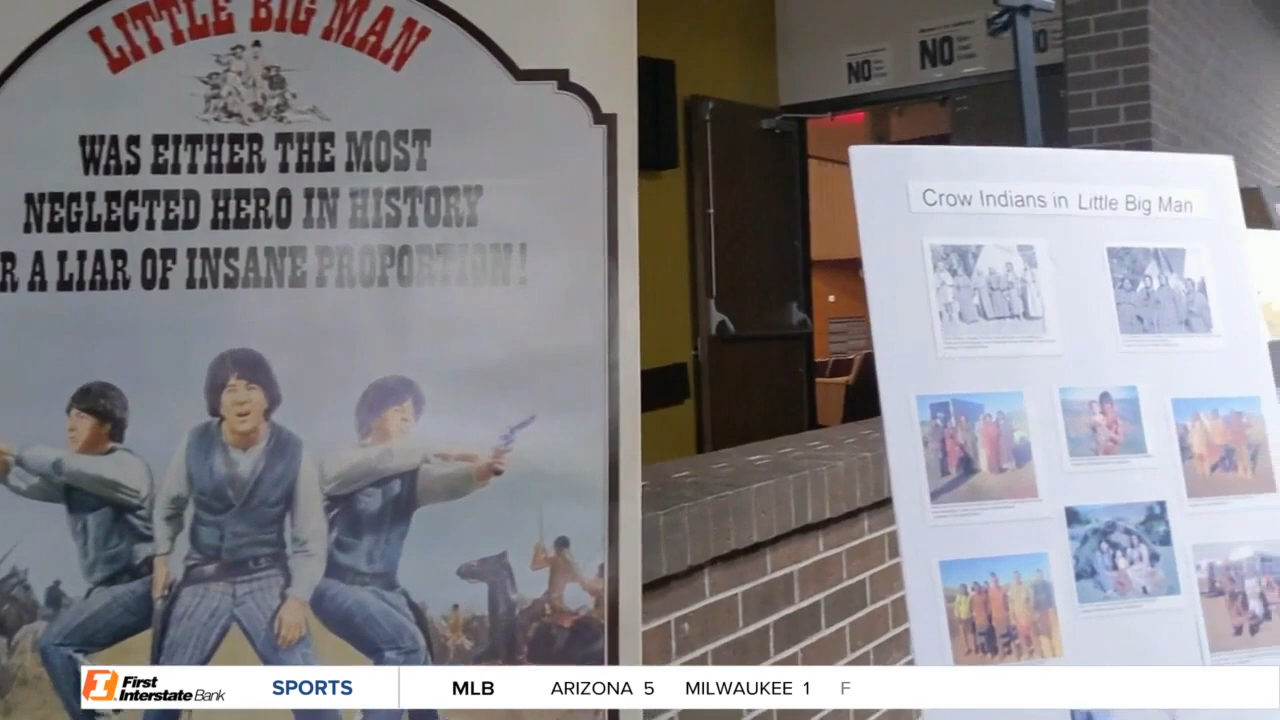 LITTLE BIG MAN
WAS EITHER THE MOST
NEGLECTED HERO IN HISTORY
R A LIAR OF INSANE PROPORTION!
NO
NO
NO
Crow Indians in Little Big Man
First
Interstate Bank
SPORTS
MLB
ARIZONA 5
MILWAUKEE 1
F